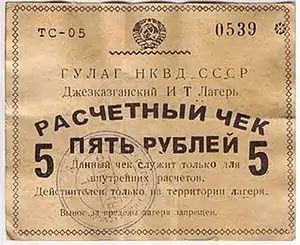 ТС-05 0539
ГУЛАГ НКВД СССР
Джезказганский И Т Лагерь
РАСЧЕТНЫЙ ЧЕК
5 ПЯТЬ РУБЛЕЙ 5
Данный чек служит только для
внутренних расчетов.
Действителен только на территории лагеря.
Вынос за пределы лагеря запрещен.